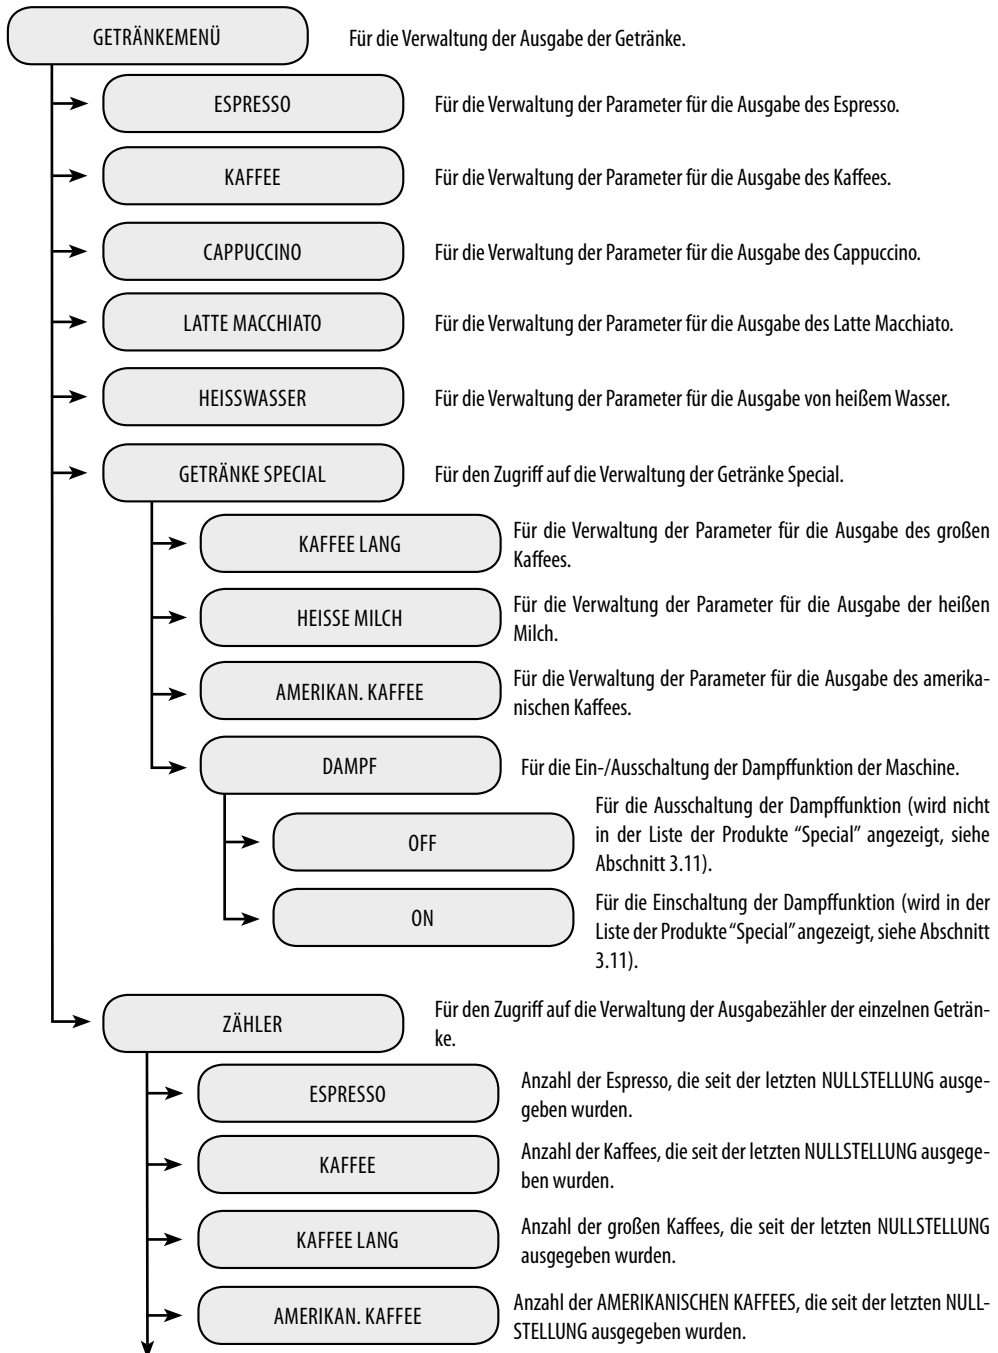 GETRÄNKEMENÜ
Für die Verwaltung der Ausgabe der Getränke.
ESPRESSO
Für die Verwaltung der Parameter für die Ausgabe des Espresso.
KAFFEE
Für die Verwaltung der Parameter für die Ausgabe des Kaffees.
CAPPUCCINO
Für die Verwaltung der Parameter für die Ausgabe des Cappuccino.
LATTE MACCHIATO
Für die Verwaltung der Parameter für die Ausgabe des Latte Macchiato.
HEISSWASSER
Für die Verwaltung der Parameter für die Ausgabe von heißem Wasser.
GETRÄNKE SPECIAL
Für den Zugriff auf die Verwaltung der Getränke Special.
KAFFEE LANG
Für die Verwaltung der Parameter für die Ausgabe des großen
Kaffees.
HEISSE MILCH
Für die Verwaltung der Parameter für die Ausgabe der heißen
Milch.
AMERIKAN. KAFFEE
Für die Verwaltung der Parameter für die Ausgabe des amerika-
nischen Kaffees.
DAMPF
Für die Ein-/Ausschaltung der Dampffunktion der Maschine.
OFF
Für die Ausschaltung der Dampffunktion (wird nicht
in der Liste der Produkte “Special” angezeigt, siehe
Abschnitt 3.11).
ON
Für die Einschaltung der Dampffunktion (wird in der
Liste der Produkte “Special” angezeigt, siehe Abschnitt
3.11).
ZÄHLER
Für den Zugriff auf die Verwaltung der Ausgabezähler der einzelnen Geträn-
ke.
ESPRESSO
Anzahl der Espresso, die seit der letzten NULLSTELLUNG ausge-
geben wurden.
KAFFEE
Anzahl der Kaffees, die seit der letzten NULLSTELLUNG ausgege-
ben wurden.
KAFFEE LANG
Anzahl der großen Kaffees, die seit der letzten NULLSTELLUNG
ausgegeben wurden.
AMERIKAN. KAFFEE
Anzahl der AMERIKANISCHEN KAFFEES, die seit der letzten NULL-
STELLUNG ausgegeben wurden.